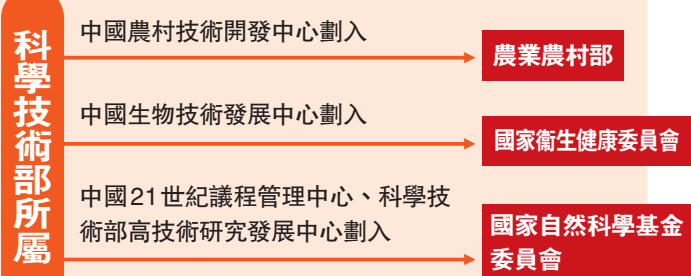 科學技術部所屬
中國農村技術開發中心劃入
農業農村部
中國生物技術發展中心劃入
國家衞生健康委員會
中國21世紀議程管理中心、科學技
術部高技術研究發展中心劃入
國家自然科學基金
委員會